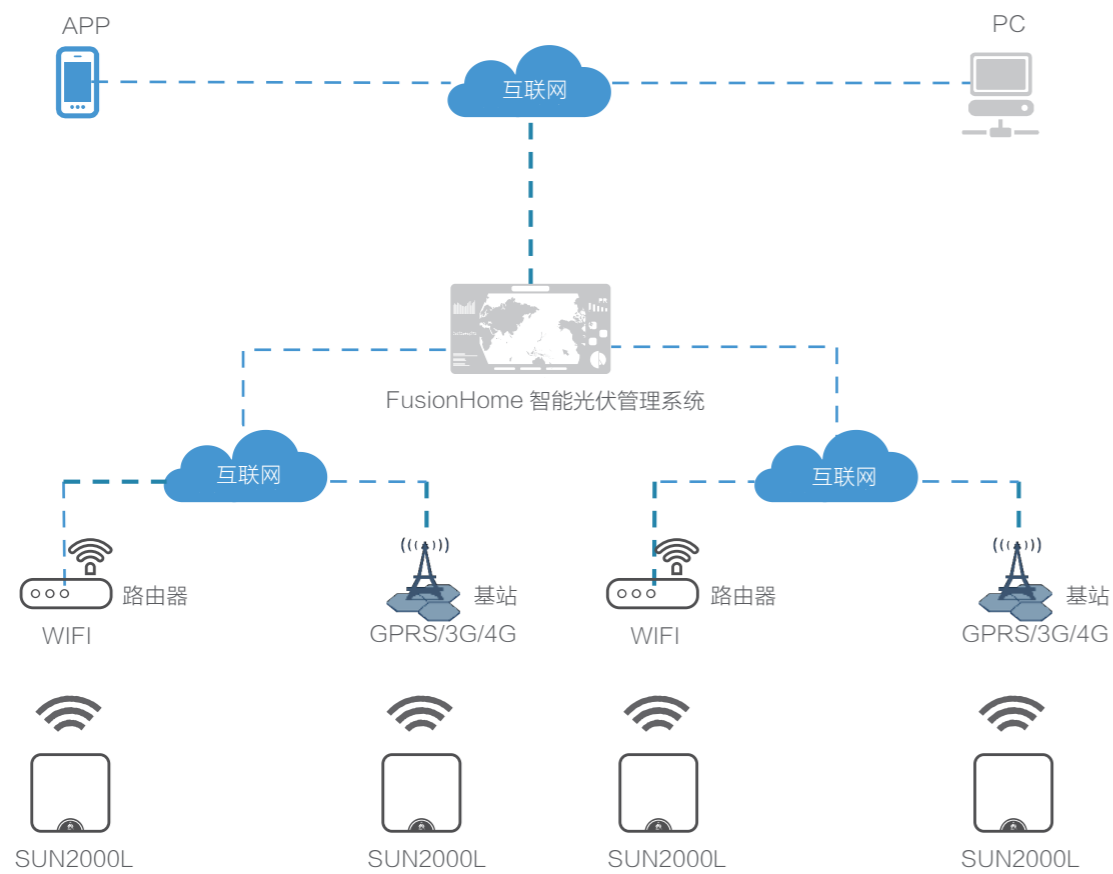 APP
PC
互联网
FusionHome 智能光伏管理系统
互联网
互联网
路由器
基站
路由器
基站
WIFI
GPRS/3G/4G
WIFI
GPRS/3G/4G
SUN2000L
SUN2000L
SUN2000L
SUN2000L